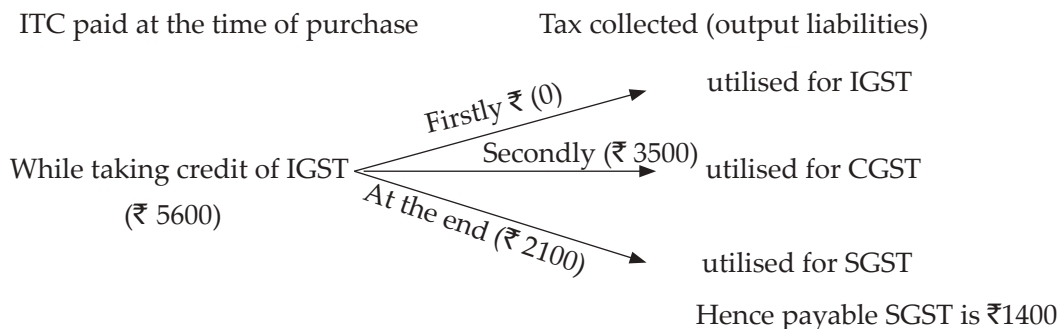 ITC paid at the time of purchase Tax collected (output liabilities)
Firstly ₹ (0) utilised for IGST
While taking credit of IGST Secondly (₹ 3500) utilised for CGST
(₹ 5600)
At the end (₹ 2100) utilised for SGST
Hence payable SGST is ₹1400